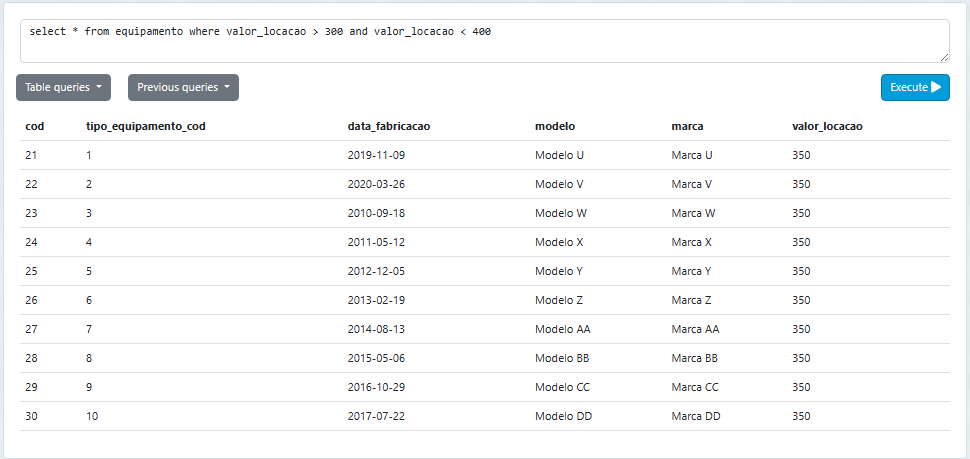 select * from equipamento where valor_locacao > 300 and valor_locacao < 400
Table queries Previous queries Execute
cod tipo_equipamento_cod data_fabricacao modelo marca valor_locacao
21 1 2019-11-09 Modelo U Marca U 350
22 2 2020-03-26 Modelo V Marca V 350
23 3 2010-09-18 Modelo W Marca W 350
24 4 2011-05-12 Modelo X Marca X 350
25 5 2012-12-05 Modelo Y Marca Y 350
26 6 2013-02-19 Modelo Z Marca Z 350
27 7 2014-08-13 Modelo AA Marca AA 350
28 8 2015-05-06 Modelo BB Marca BB 350
29 9 2016-10-29 Modelo CC Marca CC 350
30 10 2017-07-22 Modelo DD Marca DD 350